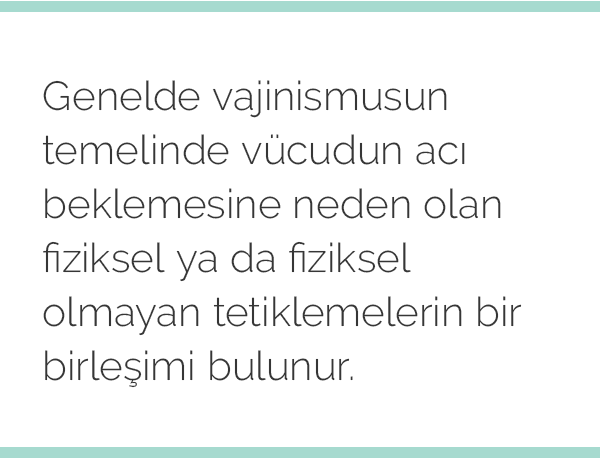 Genelde vajinismusun
temelinde vücudun acı
beklemesine neden olan
fiziksel ya da fiziksel
olmayan tetiklemelerin bir
birleşimi bulunur.